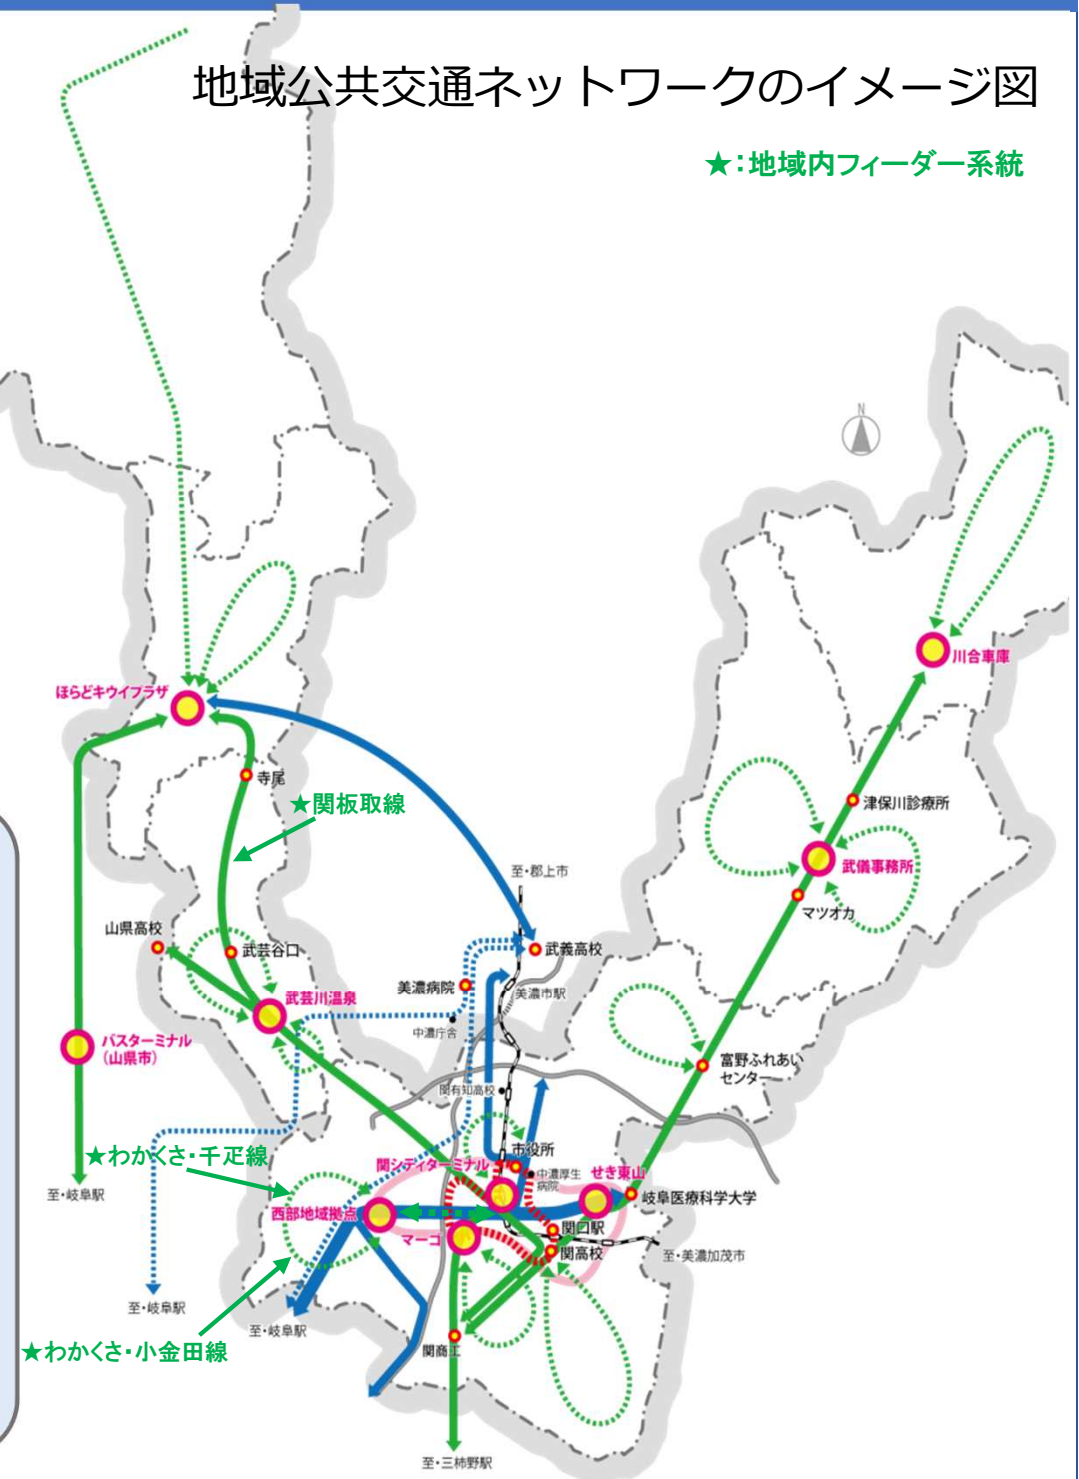 地域公共交通ネットワークのイメージ図
★:地域内フィーダー系統
N
川合車庫
ほらどキウイプラザ
寺尾
★関板取線
津保川診療所
武儀事務所
マツオカ
至・郡上市
山県高校
武芸谷口
武義高校
美濃病院
美濃市駅
武芸川温泉
中濃庁舎
バスターミナル
(山県市)
富野ふれあい
センター
関有知高校
★わかくさ・千疋線
市役所
関シティターミナル
中濃厚生
病院
せき東山
至・岐阜駅
岐阜医療科学大学
西部地域拠点
マーゴ
関口駅
関高校
至・美濃加茂市
至・岐阜駅
至・岐阜駅
★わかくさ・小金田線
関商工
至・三柿野駅